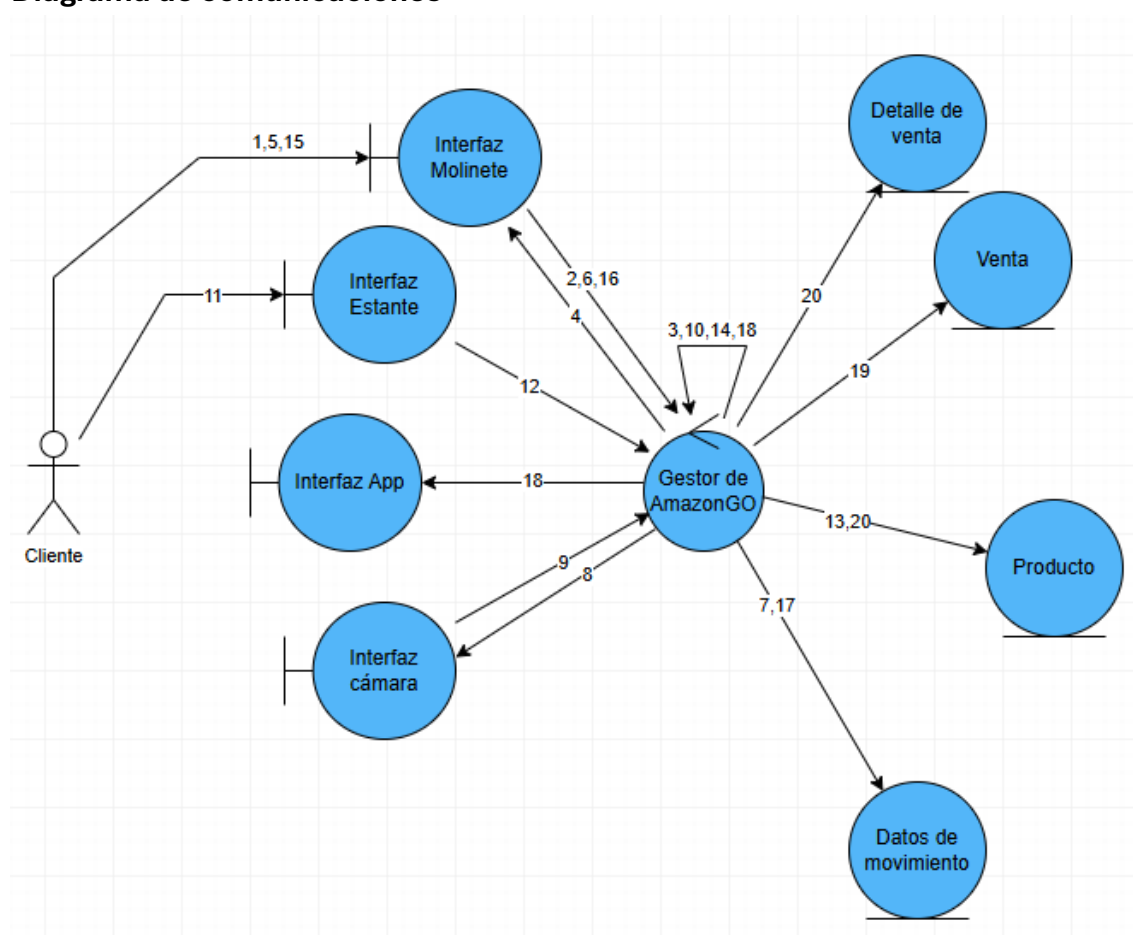 Diagrama de comunicaciones
Detalle de
venta
1,5,15
Interfaz
Molinete
Venta
Interfaz
Estante
11
2,6,16
4
20
3,10,14,18
19
12
Interfaz App
18
Gestor de
AmazonGO
13,20
Cliente
9
8
Producto
7,17
Interfaz
cámara
Datos de
movimiento